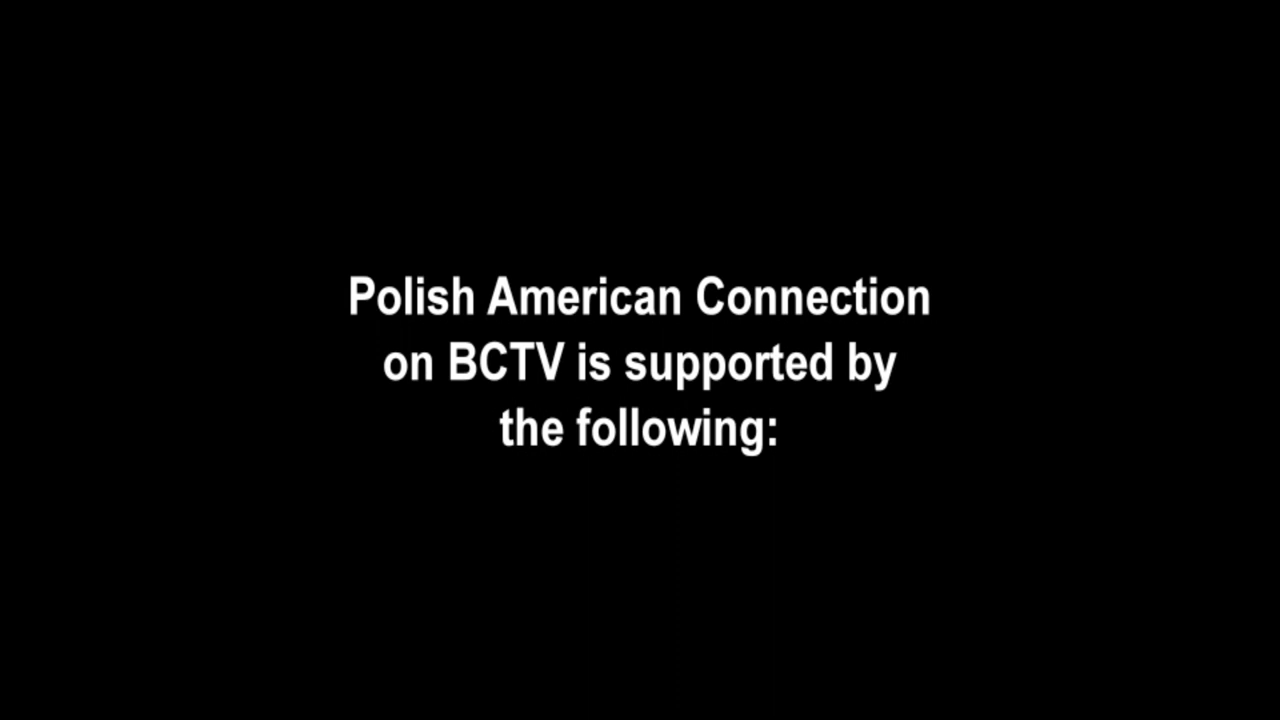 Polish American Connection
on BCTV is supported by
the following: